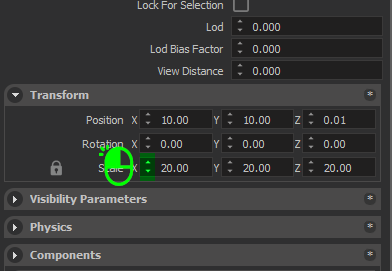 Lock For Selection
Lod 0.000
Lod Bias Factor 0.000
View Distance 0.000
Transform *
Position X 10.00 Y 10.00 Z 0.01
Rotation X 0.00 Y 0.00 Z 0.00
Scale X 20.00 Y 20.00 Z 20.00
Visibility Parameters *
Physics *
Components *